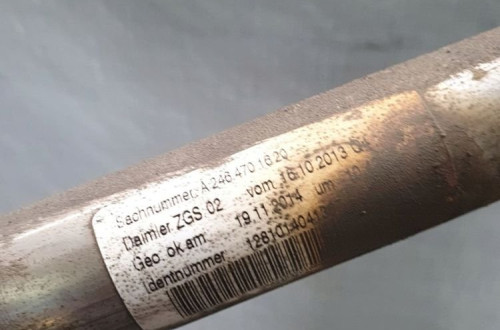 Sachnummer: A 246 470 16 20
Daimler ZGS 02 vom 16.10.2013
Geo ok am: 19.11.2014 um
Identnummer